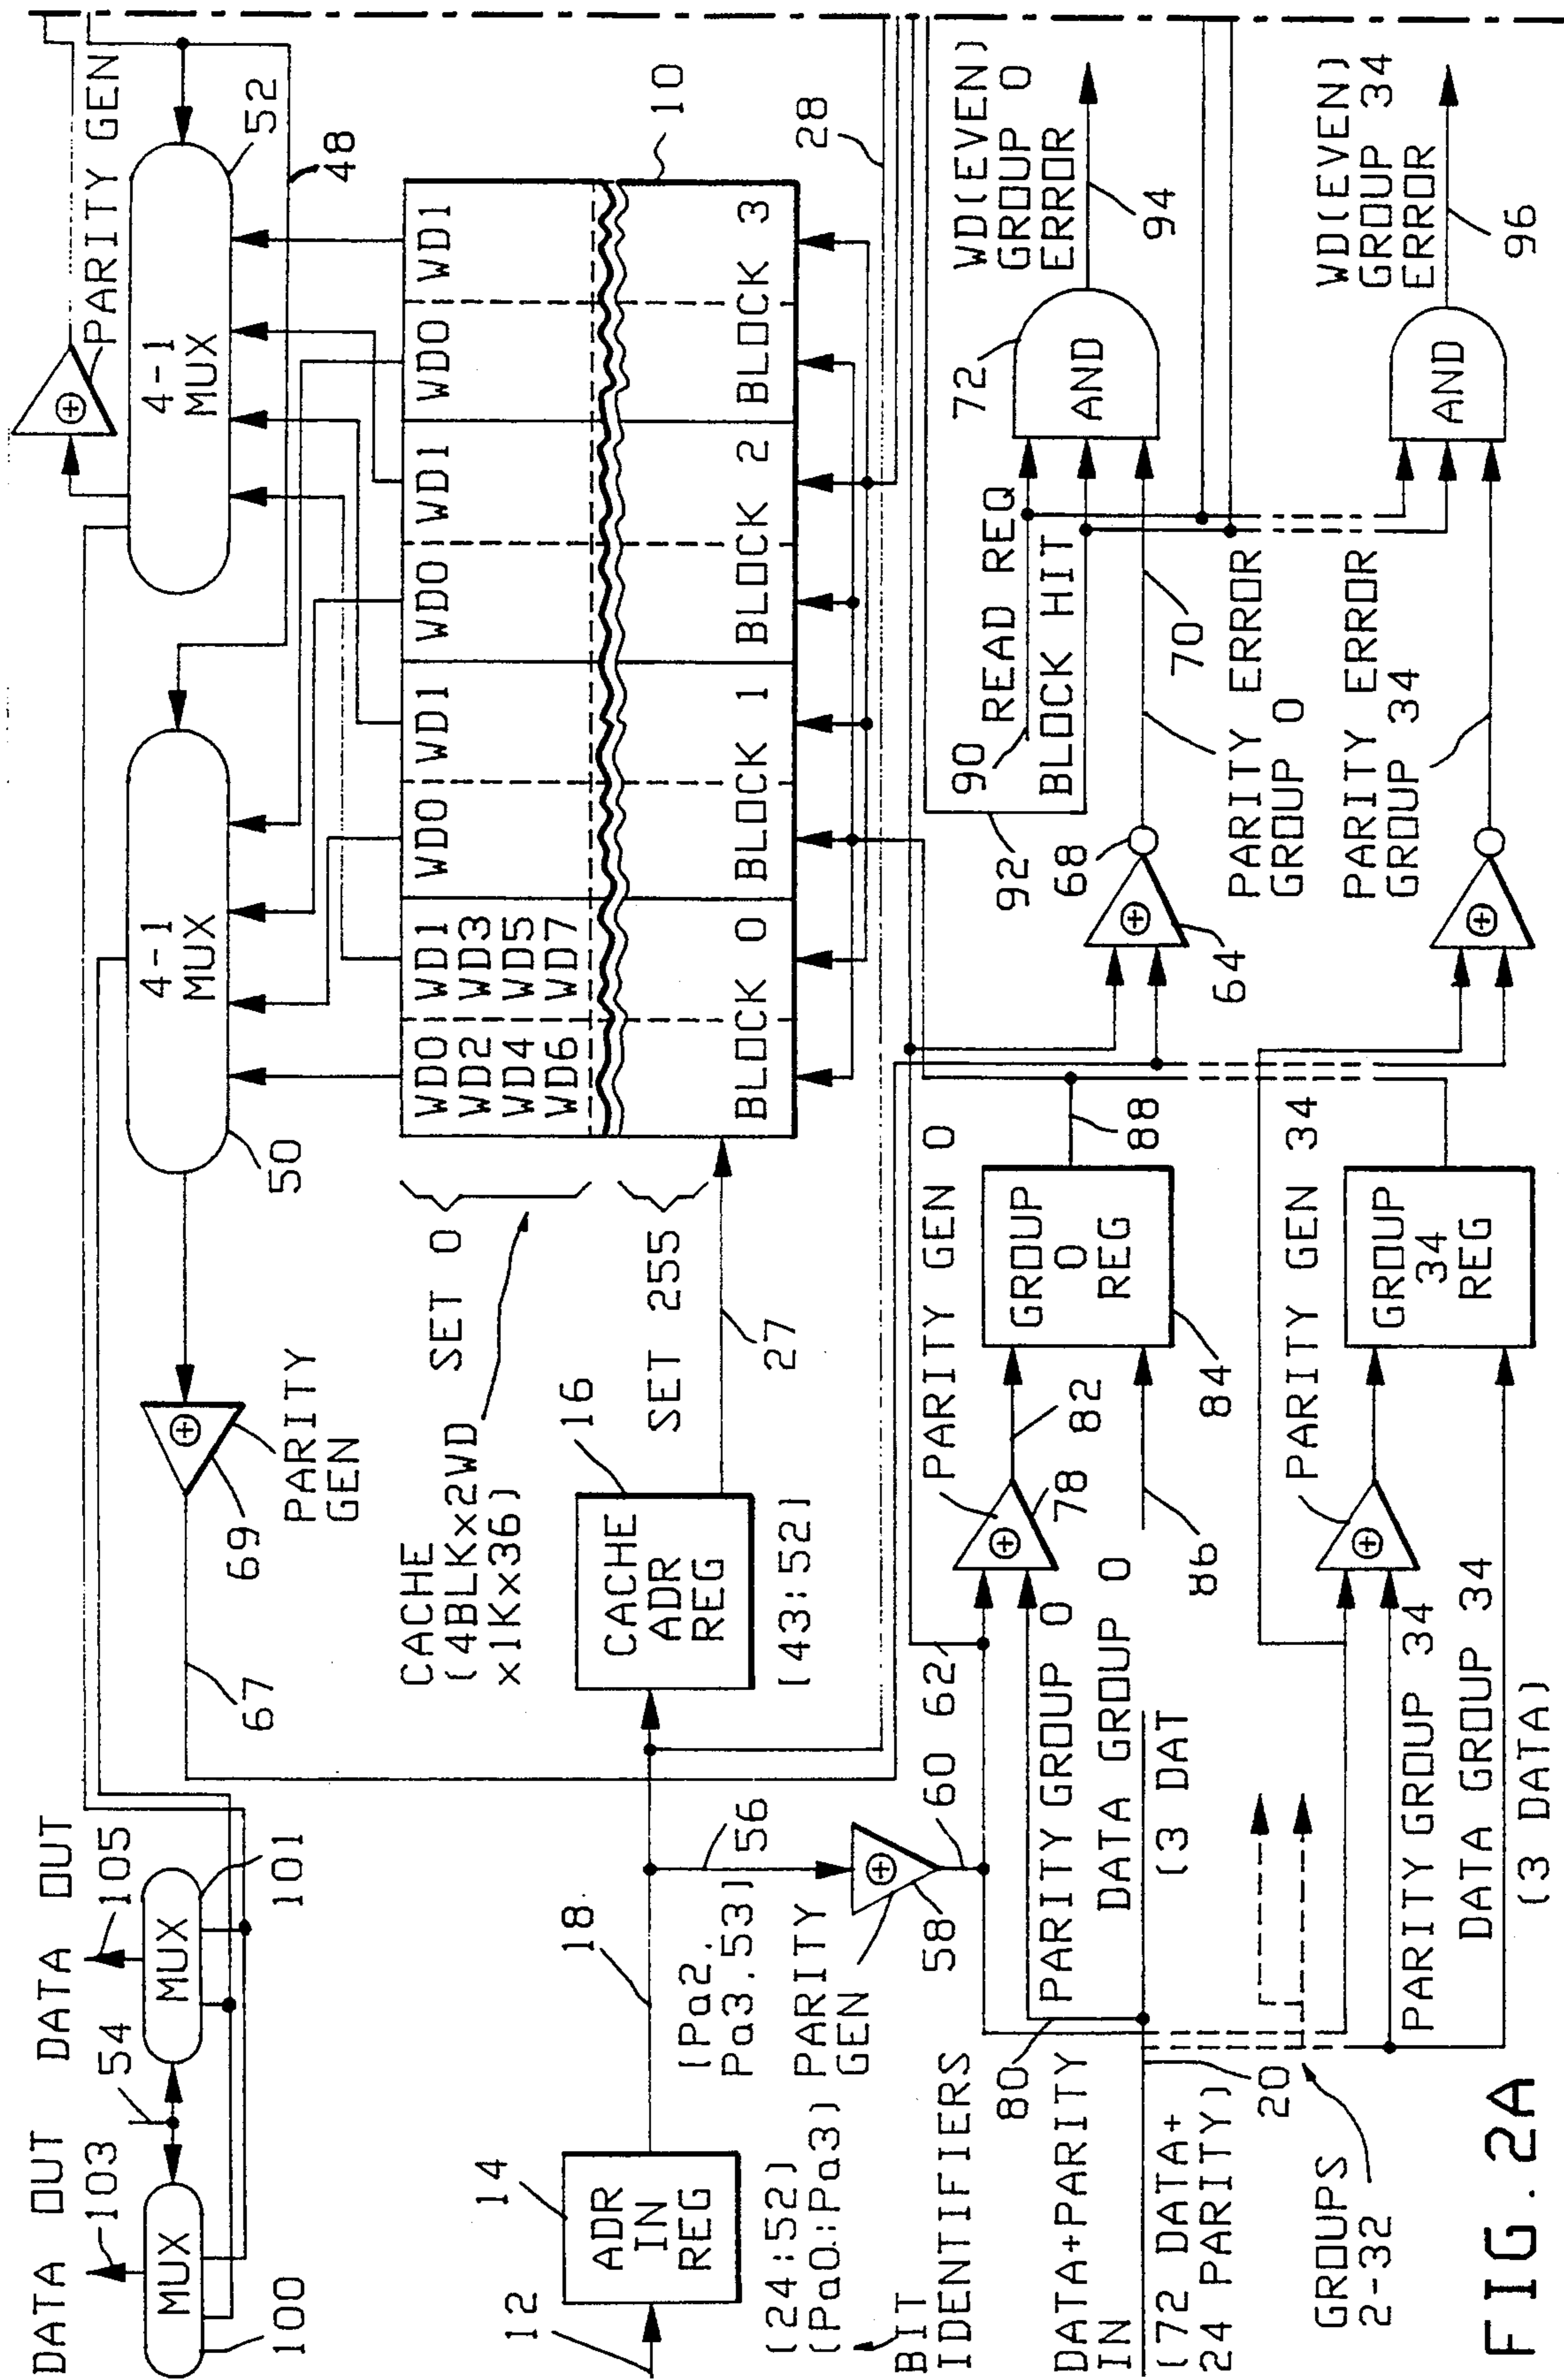 DATA OUT
DATA OUT
103
54
105
MUX
MUX
100
101
67
69
PARITY
GEN
50
4-1
MUX
4-1
MUX
52
PARITY GEN
48
12
14
ADR
IN
REG
18
(24:52)
(Pa0:Pa3)
BIT
IDENTIFIERS
(Pa2.
Pa3.53)
56
PARITY
GEN
58
60
62
CACHE
(4BLKx2WD
x1Kx36)
16
CACHE
ADR
REG
(43:52)
SET 0
SET 255
27
WD0
WD1
WD2
WD3
WD4
WD5
WD6
WD7
WD0
WD1
WD0
WD1
WD0
WD1
BLOCK 0
BLOCK 1
BLOCK 2
BLOCK 3
10
28
DATA+PARITY
IN
(72 DATA+
24 PARITY)
80
20
PARITY GROUP 0
DATA GROUP 0
(3 DAT
78
82
86
PARITY GEN 0
GROUP
0
REG
84
88
64
68
92
90
READ REQ
BLOCK HIT
70
PARITY ERROR
GROUP 0
72
AND
WD(EVEN)
GROUP 0
ERROR
94
GROUPS
2-32
PARITY GROUP 34
DATA GROUP 34
(3 DATA)
PARITY GEN 34
GROUP
34
REG
PARITY ERROR
GROUP 34
AND
WD(EVEN)
GROUP 34
ERROR
96
FIG. 2A